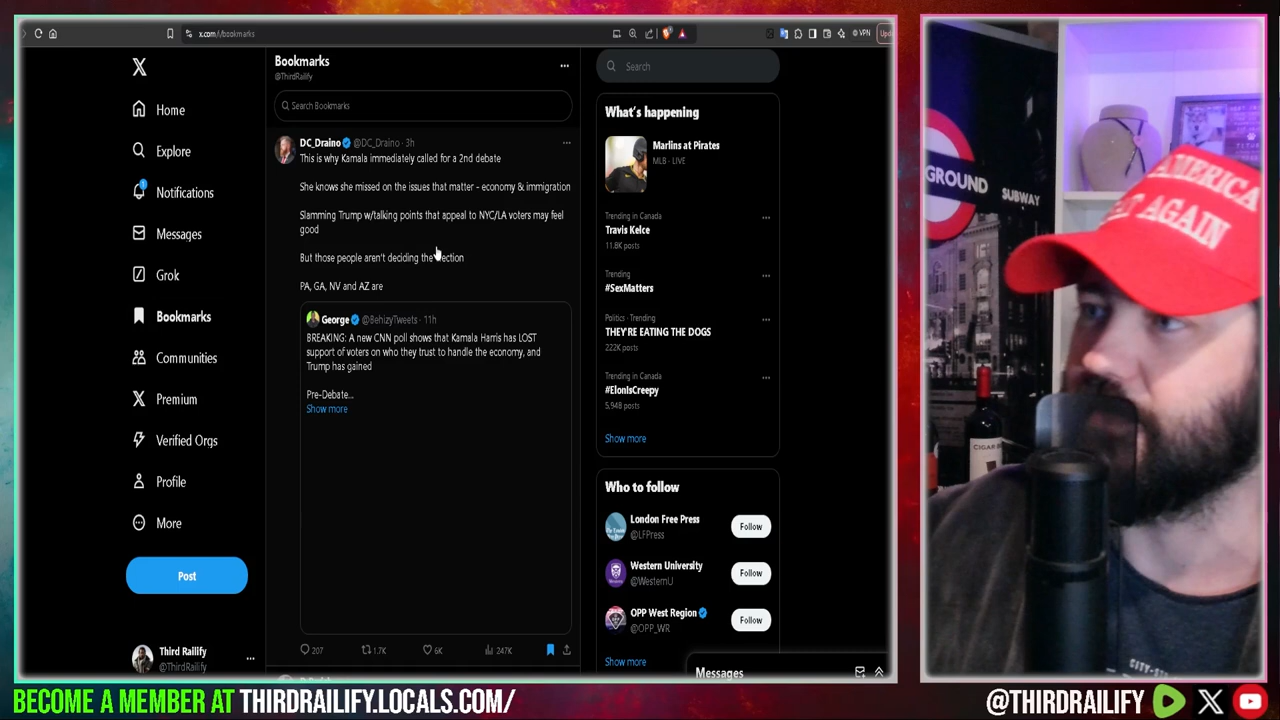 x.com/i/bookmarks
VPN
Home
Explore
1
Notifications
Messages
Grok
Bookmarks
Communities
Premium
Verified Orgs
Profile
More
Post
Third Railify
@ThirdRailify
Bookmarks
@ThirdRailify
Search Bookmarks
DC_Draino @DC_Draino · 3h
This is why Kamala immediately called for a 2nd debate
She knows she missed on the issues that matter - economy & immigration
Slamming Trump w/talking points that appeal to NYC/LA voters may feel
good
But those people aren't deciding the election
PA, GA, NV and AZ are
George @BehizyTweets · 11h
BREAKING: A new CNN poll shows that Kamala Harris has LOST
support of voters on who they trust to handle the economy, and
Trump has gained
Pre-Debate...
Show more
207
1.7K
6K
247K
Search
What's happening
Marlins at Pirates
MLB · LIVE
Trending in Canada
Travis Kelce
11.8K posts
Trending
#SexMatters
Politics · Trending
THEY'RE EATING THE DOGS
222K posts
Trending in Canada
#ElonIsCreepy
5,948 posts
Show more
Who to follow
London Free Press
@LFPress
Follow
Western University
@WesternU
Follow
OPP West Region
@OPP_WR
Follow
Show more
Messages
GROUND
SUBWAY
AMERICA
AT AGAIN
CIGAR
CITY-ST
BECOME A MEMBER AT THIRDRAILIFY.LOCALS.COM/
@THIRDRAILIFY